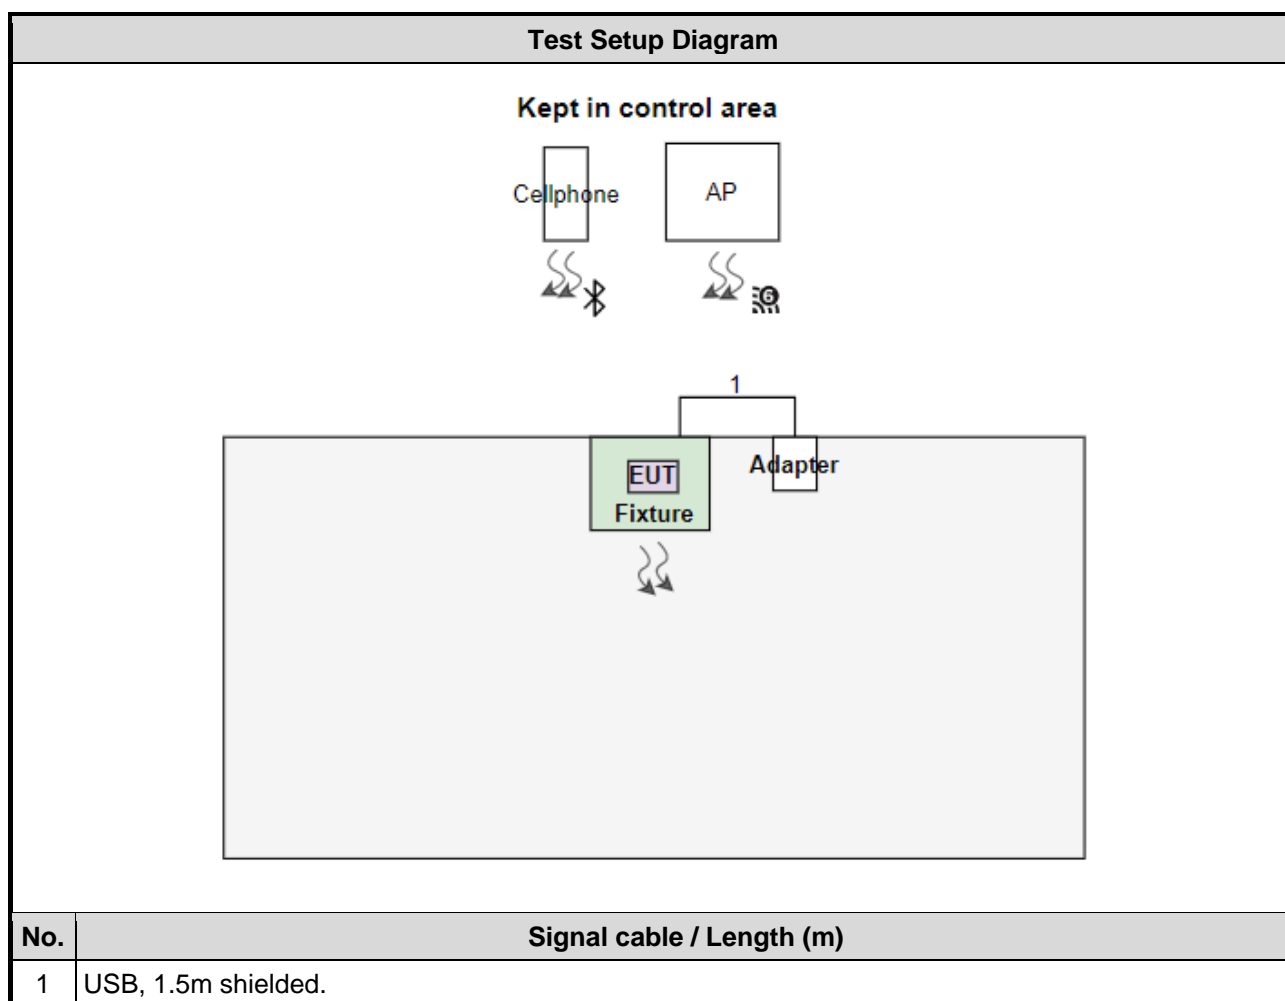 Test Setup Diagram
Kept in control area
Cellphone
AP
6
1
EUT
Adapter
Fixture
No. Signal cable / Length (m)
1 USB, 1.5m shielded.